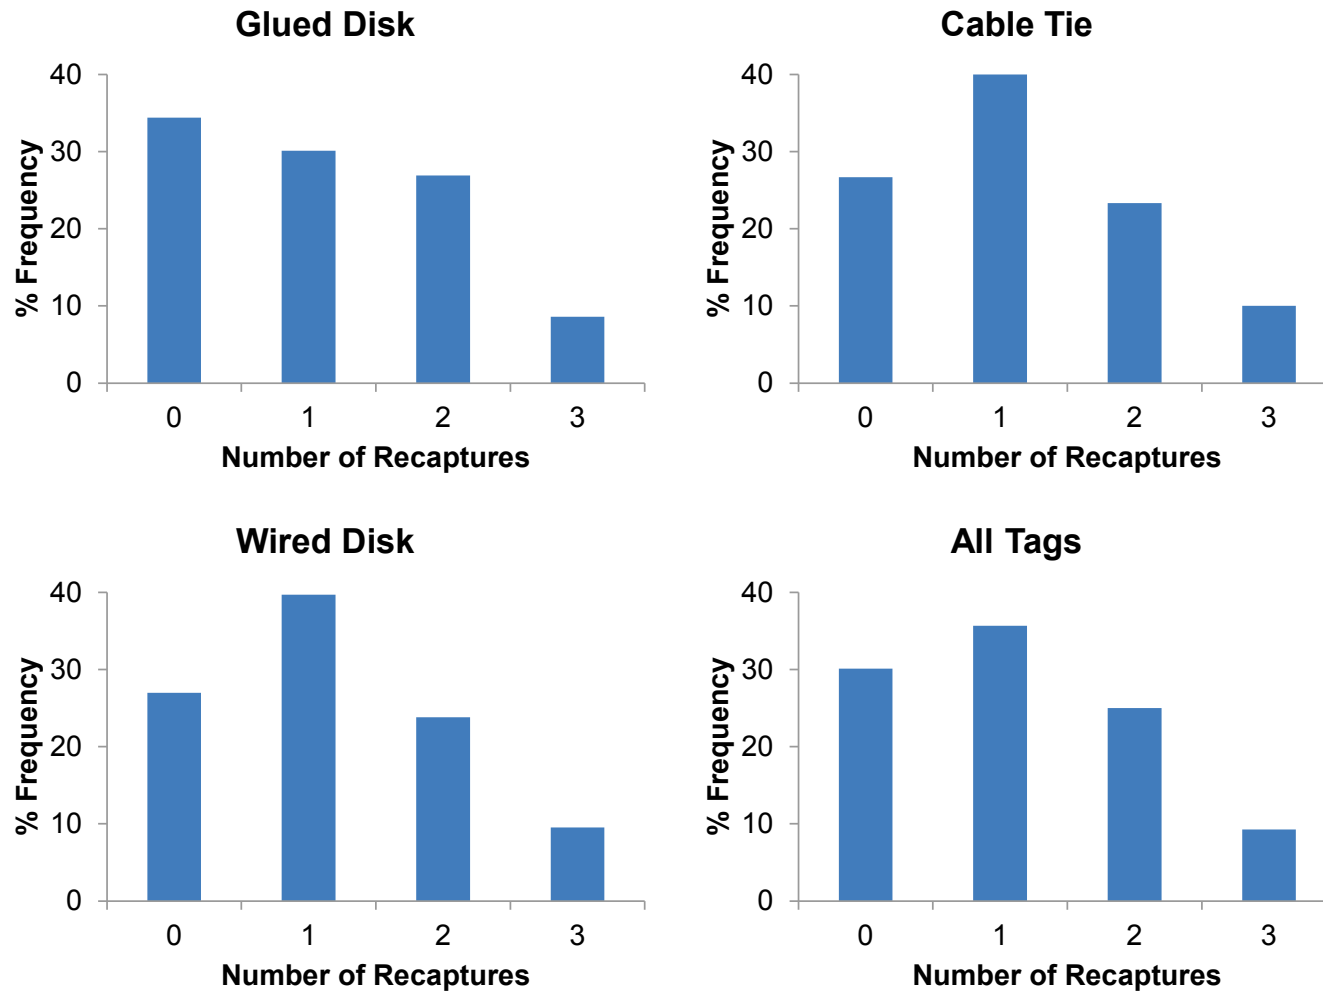 Glued Disk
% Frequency
40
30
20
10
0
0 1 2 3
Number of Recaptures
Cable Tie
% Frequency
40
30
20
10
0
0 1 2 3
Number of Recaptures
Wired Disk
% Frequency
40
30
20
10
0
0 1 2 3
Number of Recaptures
All Tags
% Frequency
40
30
20
10
0
0 1 2 3
Number of Recaptures